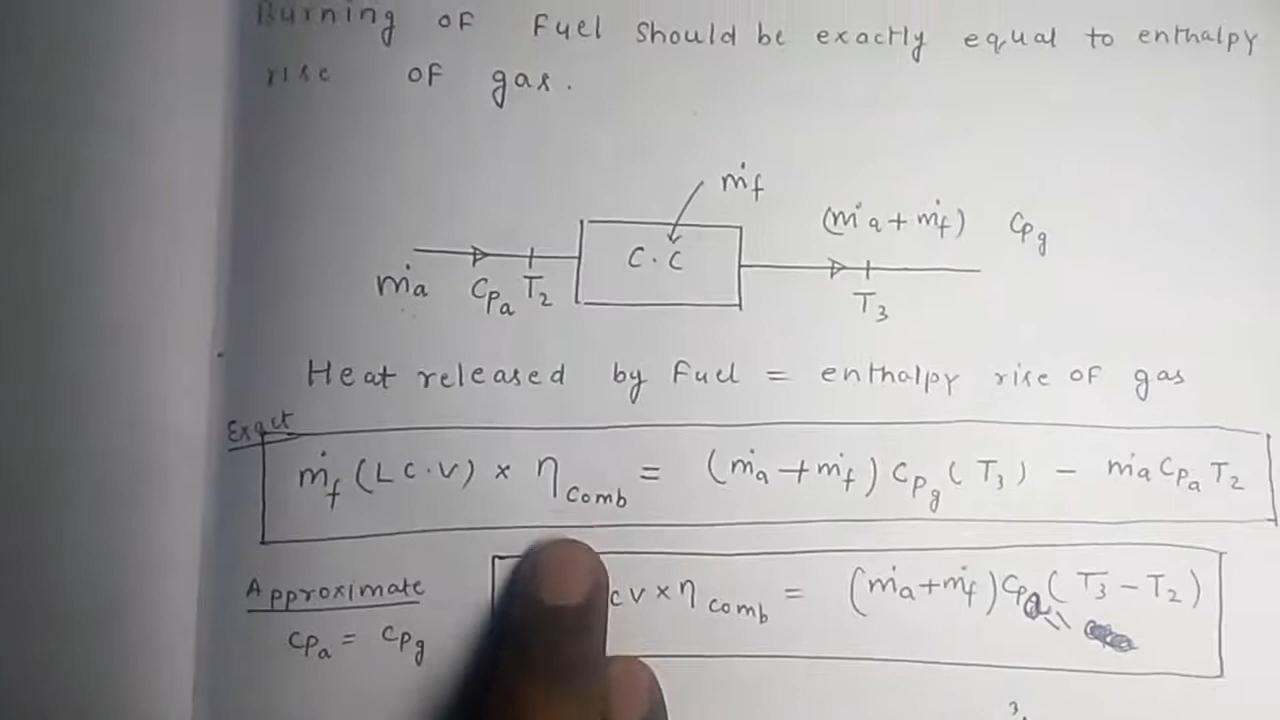 Burning of Fuel should be exactly equal to enthalpy
rise of gas.
ṁf
(ṁa + ṁf) Cpg
C.C
ṁa Cpa T2
T3
Heat released by Fuel = enthalpy rise of gas
Exact
ṁf (L C.V) × ηcomb = (ṁa + ṁf) Cpg (T3) - ṁa Cpa T2
Approximate
CV × ηcomb = (ṁa + ṁf) Cpa (T3 - T2)
Cpa = Cpg
3